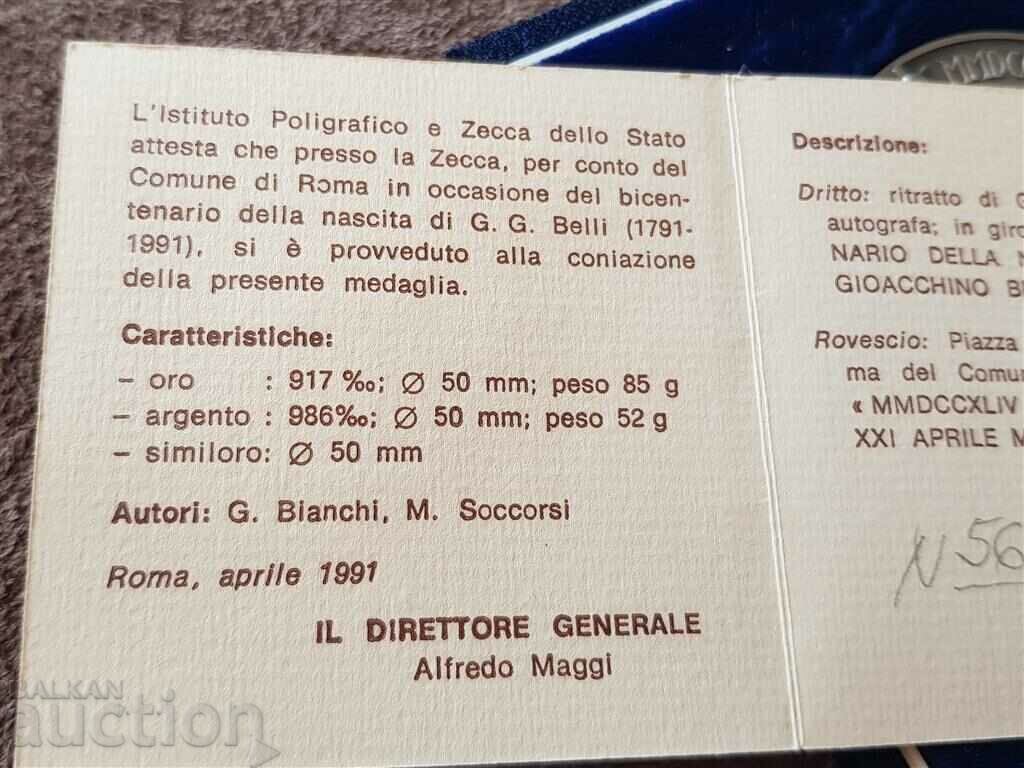 L'Istituto Poligrafico e Zecca dello Stato
attesta che presso la Zecca, per conto del
Comune di Roma in occasione del bicen-
tenario della nascita di G. G. Belli (1791-
1991), si è provveduto alla coniazione
della presente medaglia.
Caratteristiche:
– oro : 917 ‰; Ø 50 mm; peso 85 g
– argento : 986‰; Ø 50 mm; peso 52 g
– similoro: Ø 50 mm
Autori: G. Bianchi, M. Soccorsi
Roma, aprile 1991
IL DIRETTORE GENERALE
Alfredo Maggi
Descrizione:
Dritto: ritratto di G
autografa; in giro
NARIO DELLA N
GIOACCHINO BE
Rovescio: Piazza
ma del Comun
« MMDCCXLIV
XXI APRILE M
N 56
BALKAN
auction